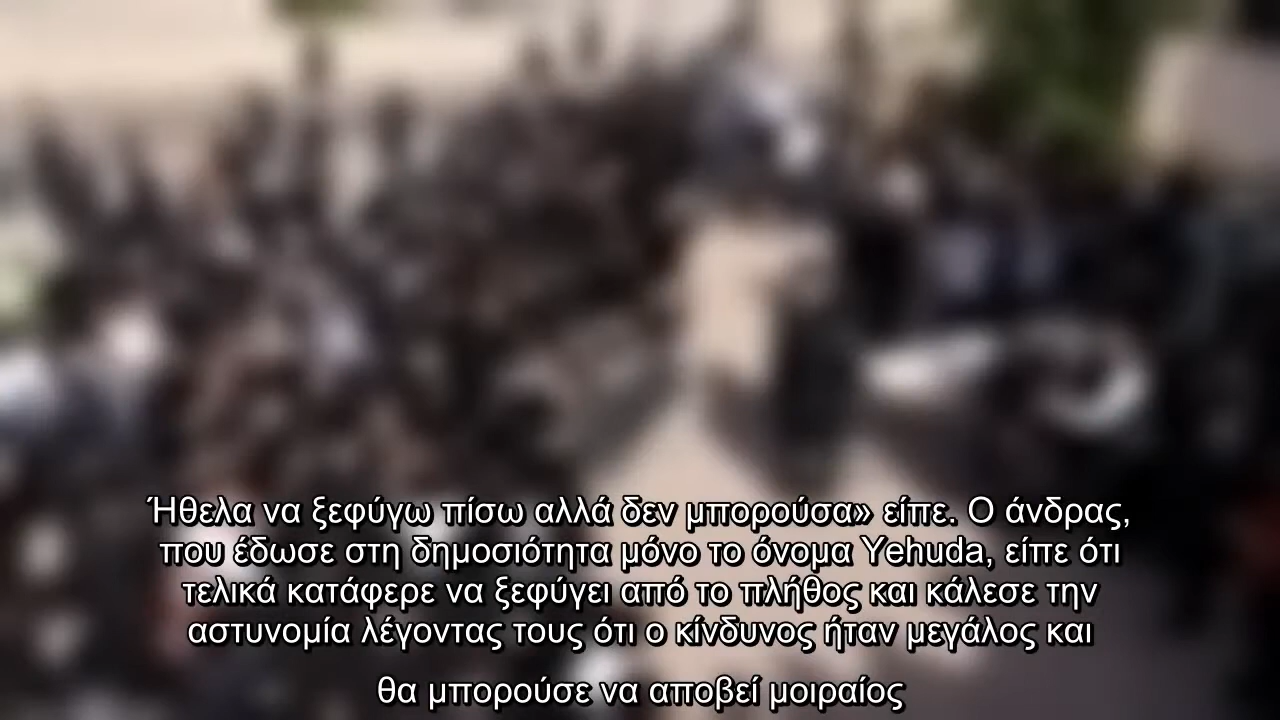 Ήθελα να ξεφύγω πίσω αλλά δεν μπορούσα» είπε. Ο άνδρας,
που έδωσε στη δημοσιότητα μόνο το όνομα Yehuda, είπε ότι
τελικά κατάφερε να ξεφύγει από το πλήθος και κάλεσε την
αστυνομία λέγοντας τους ότι ο κίνδυνος ήταν μεγάλος και
θα μπορούσε να αποβεί μοιραίος